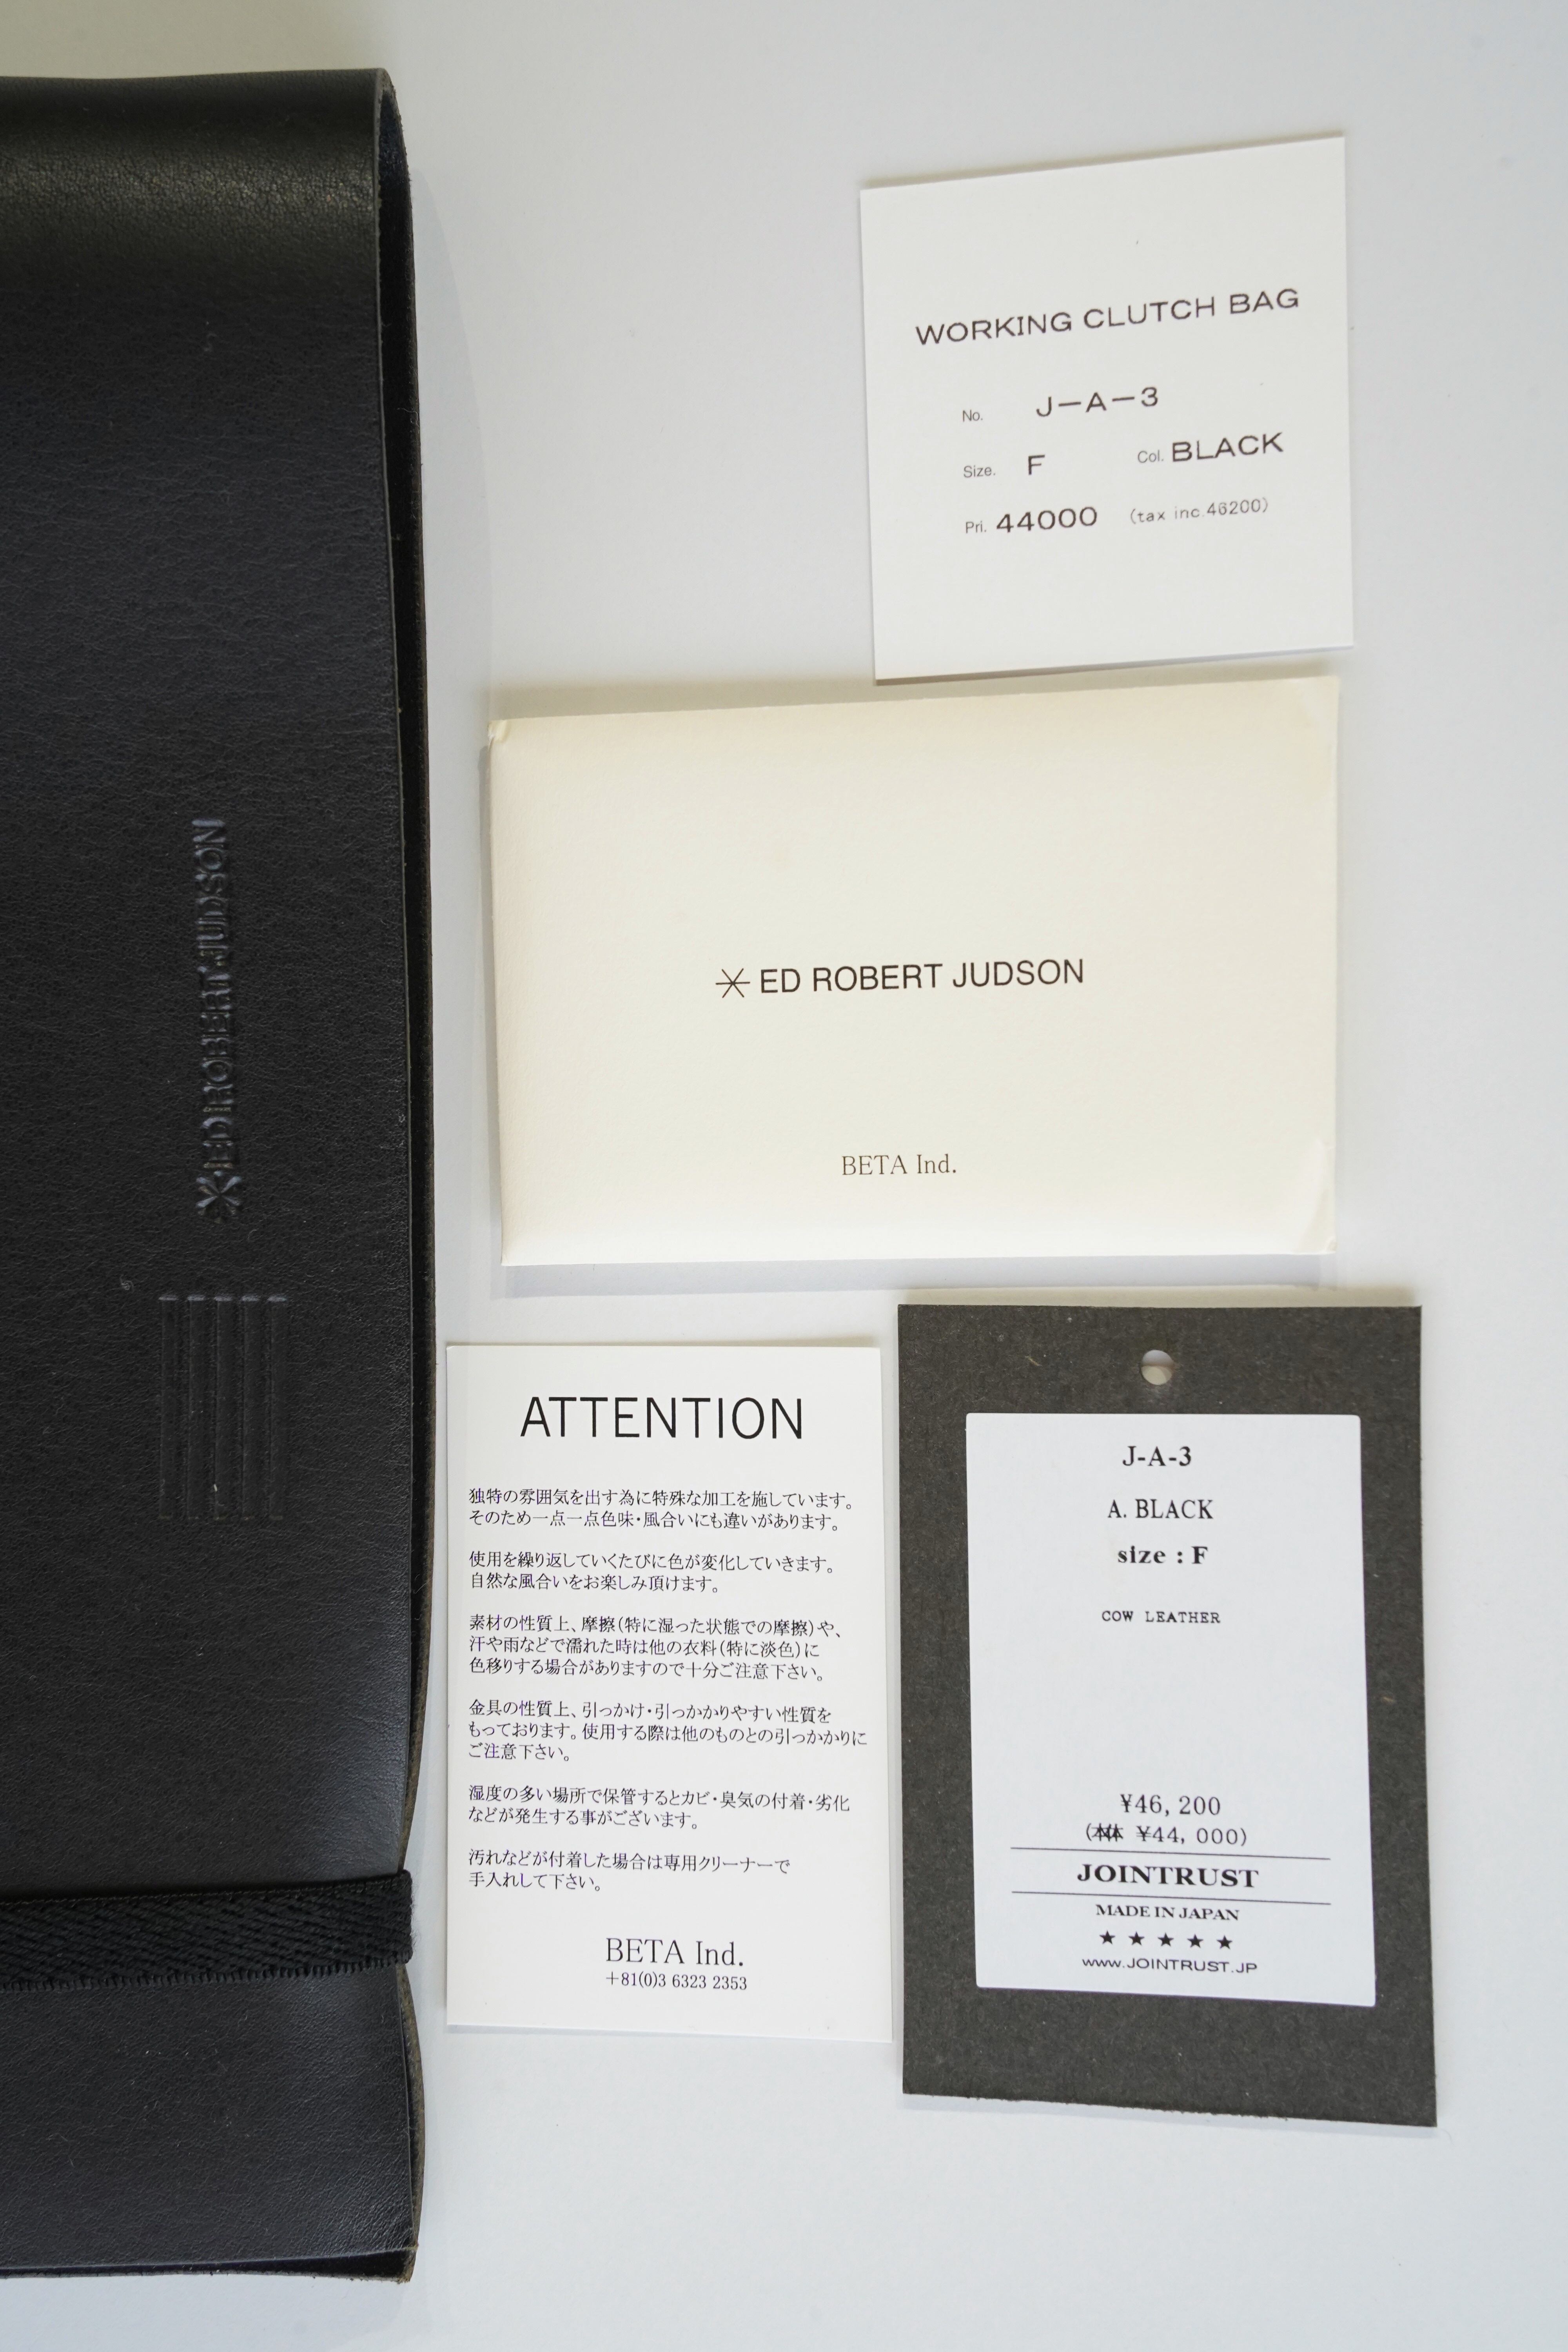 WORKING CLUTCH BAG
No. J-A-3
Size. F Col. BLACK
Pri. 44000 (tax inc.46200)
ED ROBERT JUDSON
BETA Ind.
ED ROBERT JUDSON
ATTENTION
独特の雰囲気を出す為に特殊な加工を施しています。
そのため一点一点色味・風合いにも違いがあります。
使用を繰り返していくたびに色が変化していきます。
自然な風合いをお楽しみ頂けます。
素材の性質上、摩擦(特に湿った状態での摩擦)や、
汗や雨などで濡れた時は他の衣料(特に淡色)に
色移りする場合がありますので十分ご注意下さい。
金具の性質上、引っかけ・引っかかりやすい性質を
もっております。使用する際は他のものとの引っかかりに
ご注意下さい。
湿度の多い場所で保管するとカビ・臭気の付着・劣化
などが発生する事がございます。
汚れなどが付着した場合は専用クリーナーで
手入れして下さい。
BETA Ind.
+81(0)3 6323 2353
J-A-3
A. BLACK
size : F
COW LEATHER
¥46,200
(本体 ¥44,000)
JOINTRUST
MADE IN JAPAN
★ ★ ★ ★ ★
www.JOINTRUST.JP